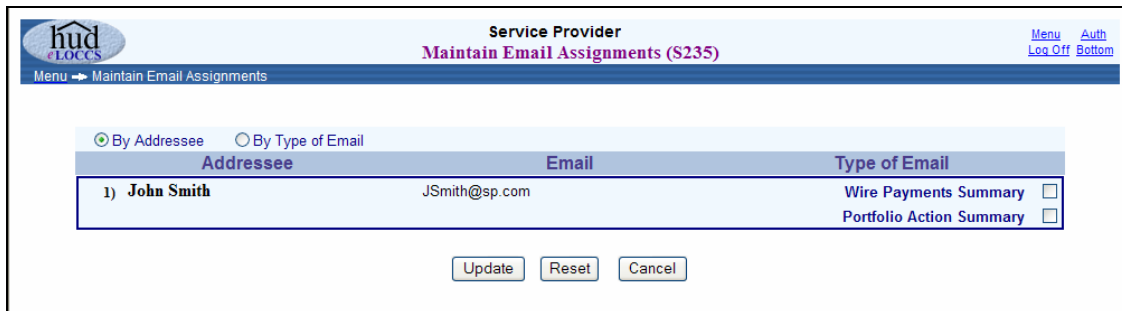 hud
eLOCCS
Service Provider
Maintain Email Assignments (S235)
Menu Auth
Log Off Bottom
Menu Maintain Email Assignments
By Addressee By Type of Email
Addressee Email Type of Email
1) John Smith JSmith@sp.com Wire Payments Summary
Portfolio Action Summary
Update Reset Cancel